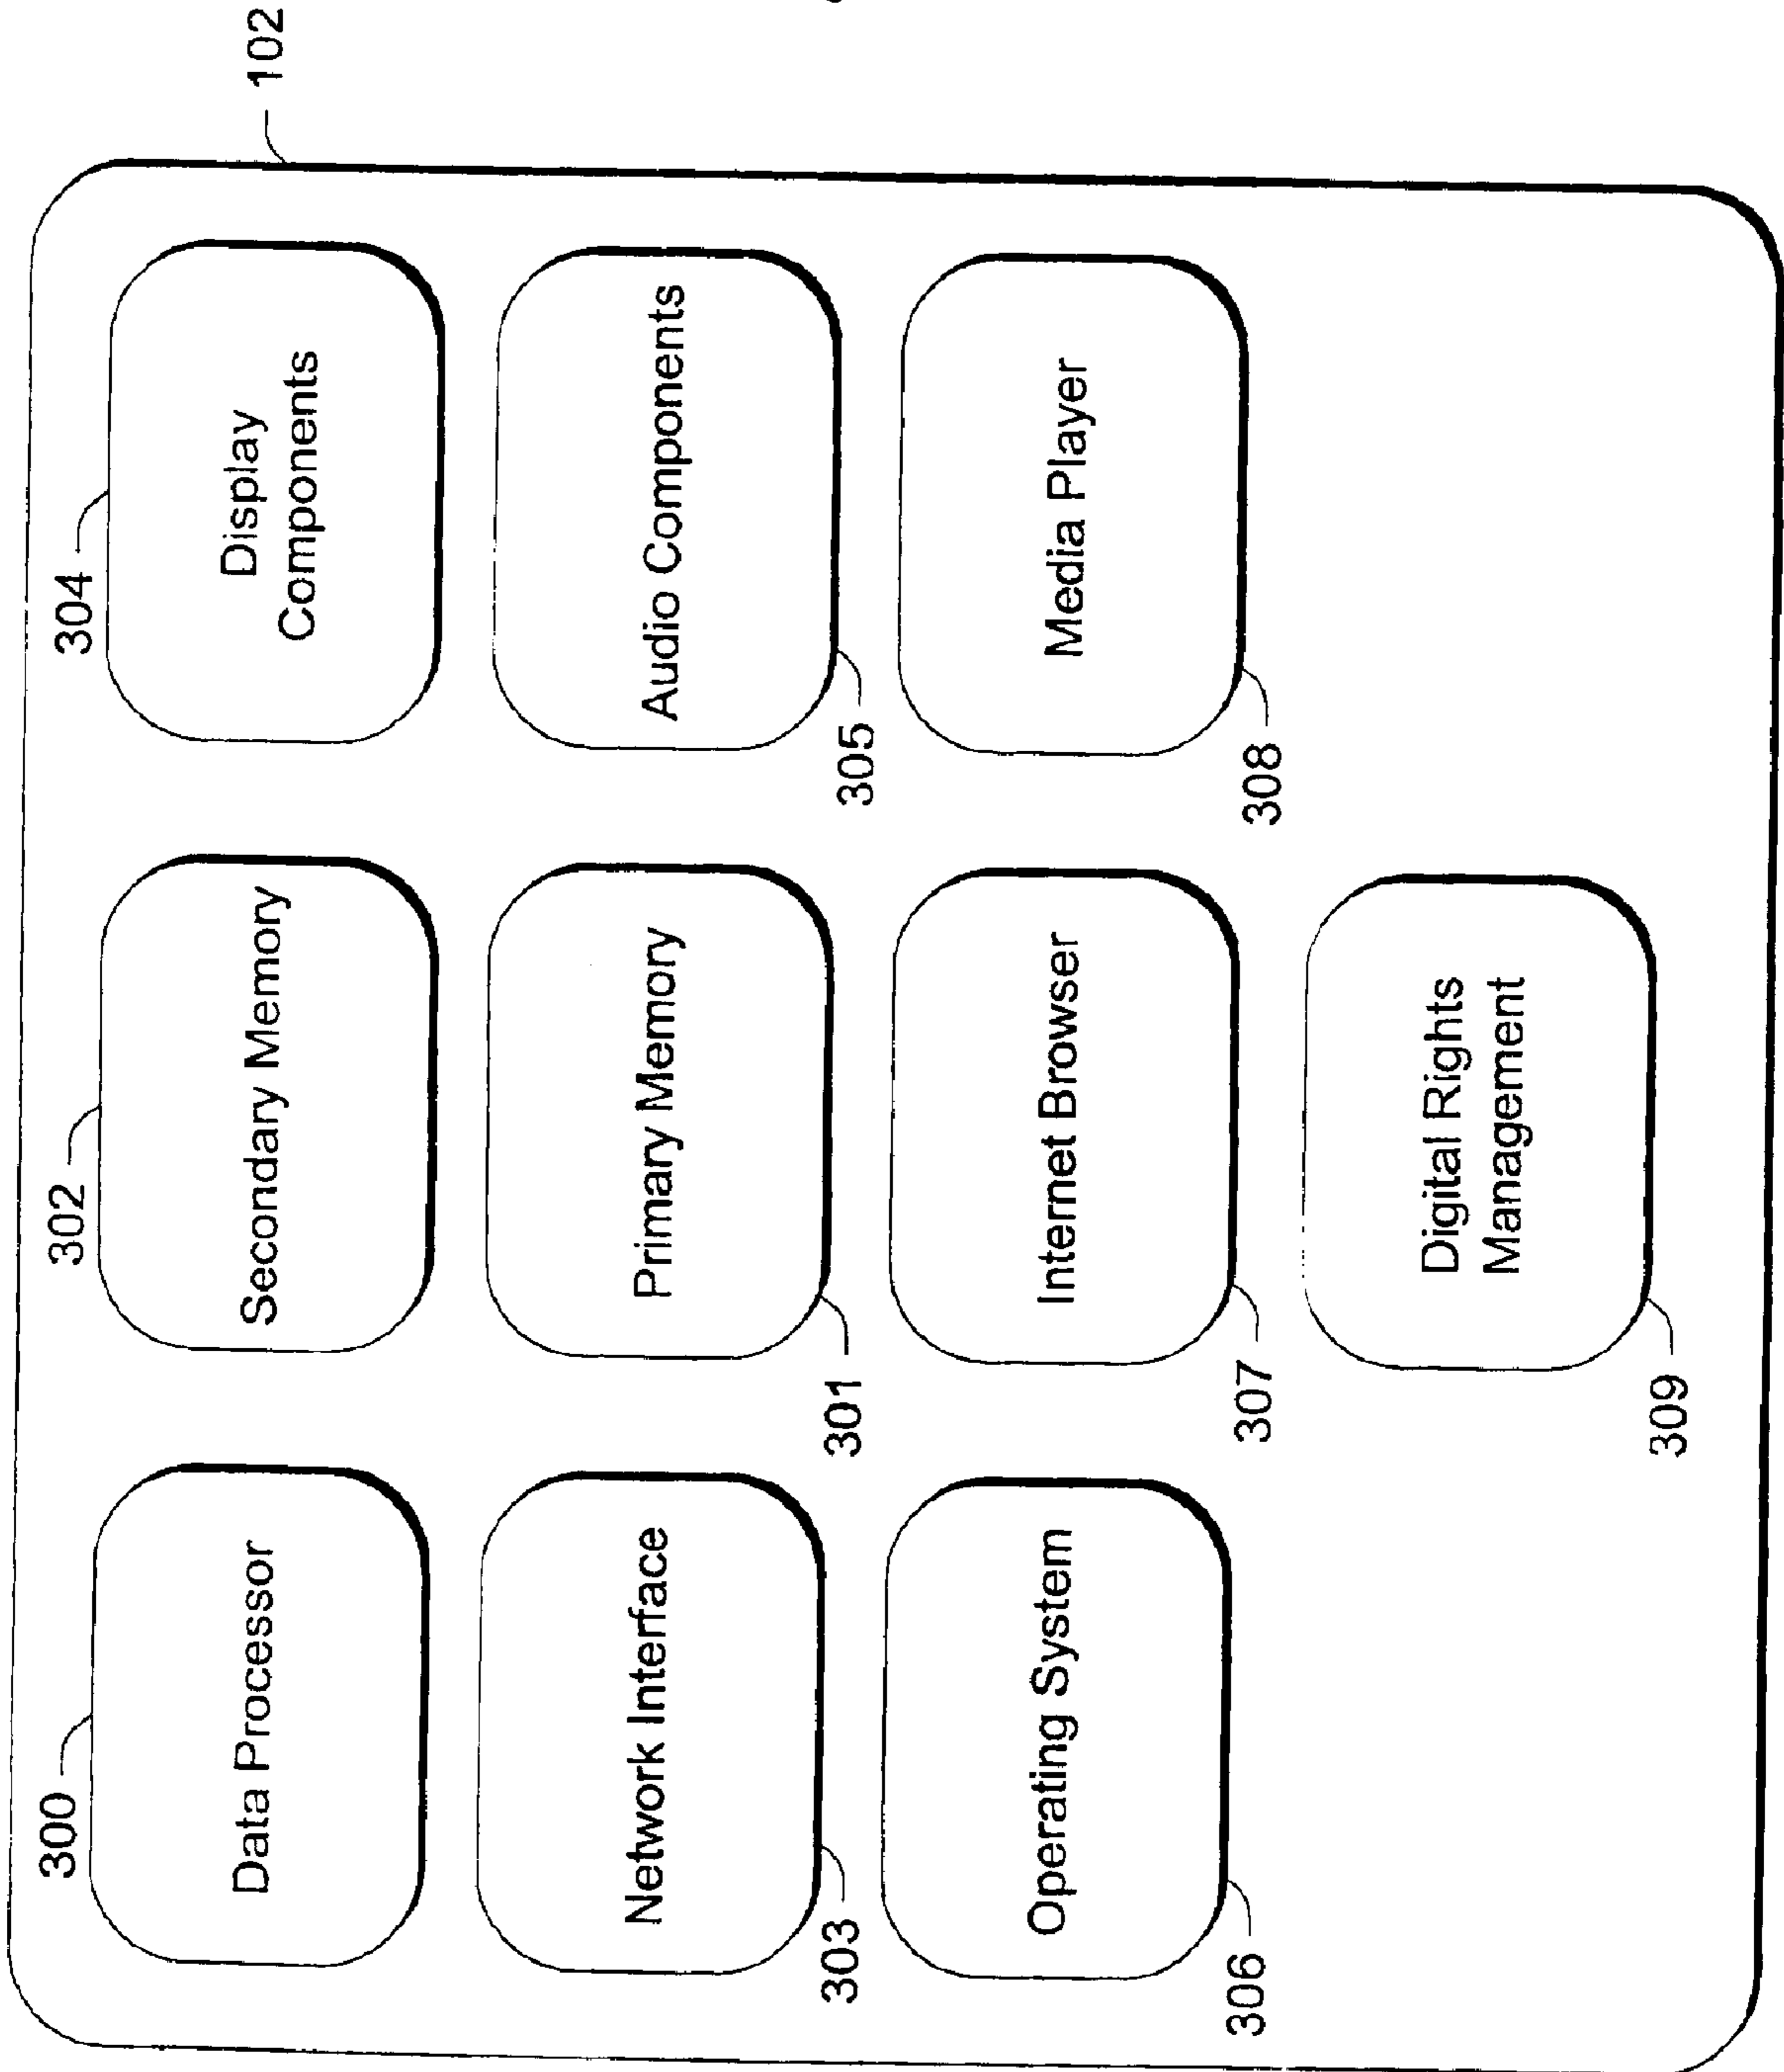 102
300
Data Processor
302
Secondary Memory
304
Display
Components
Network Interface
303
Primary Memory
301
Audio Components
305
Operating System
306
Internet Browser
307
Media Player
308
Digital Rights
Management
309